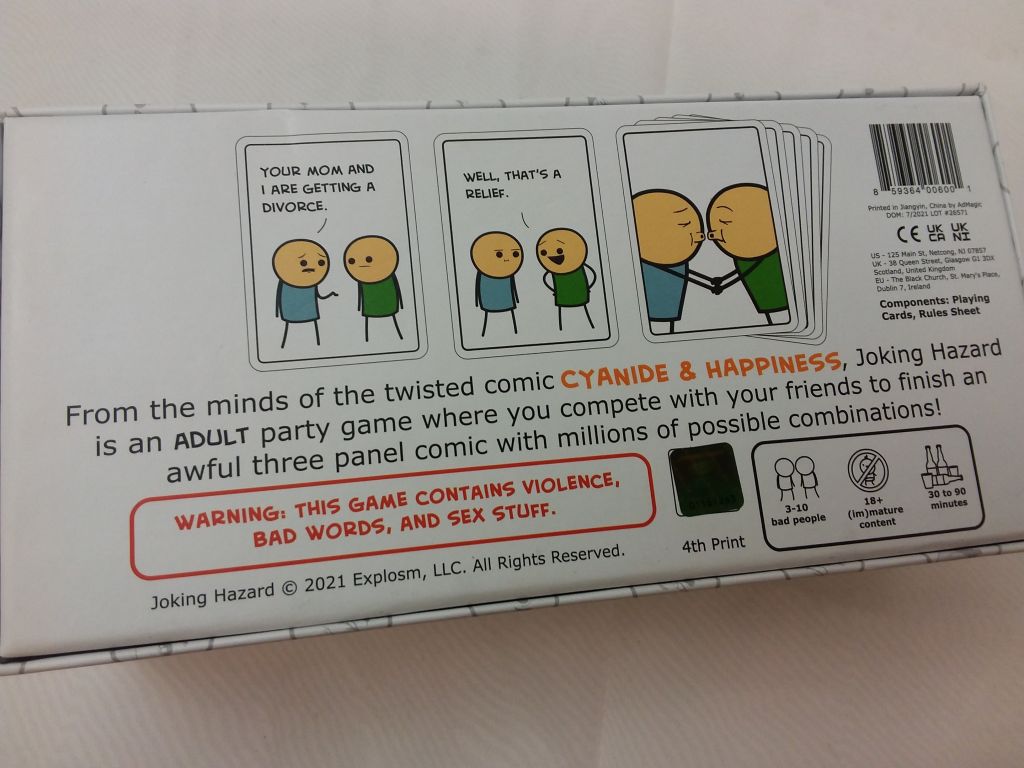 YOUR MOM AND
I ARE GETTING A
DIVORCE.
WELL, THAT'S A
RELIEF.
8 59364 00600 1
Printed in Jiangyin, China by AdMagic
DOM: 7/2021 LOT #26571
CE UK CA UK NI
US - 125 Main St, Netcong, NJ 07857
UK - 38 Queen Street, Glasgow G1 3DX
Scotland, United Kingdom
EU - The Black Church, St. Mary's Place,
Dublin 7, Ireland
Components: Playing
Cards, Rules Sheet
From the minds of the twisted comic CYANIDE & HAPPINESS, Joking Hazard
is an ADULT party game where you compete with your friends to finish an
awful three panel comic with millions of possible combinations!
WARNING: THIS GAME CONTAINS VIOLENCE,
BAD WORDS, AND SEX STUFF.
4th Print
3-10
bad people
18+
(im)mature
content
30 to 90
minutes
Joking Hazard © 2021 Explosm, LLC. All Rights Reserved.